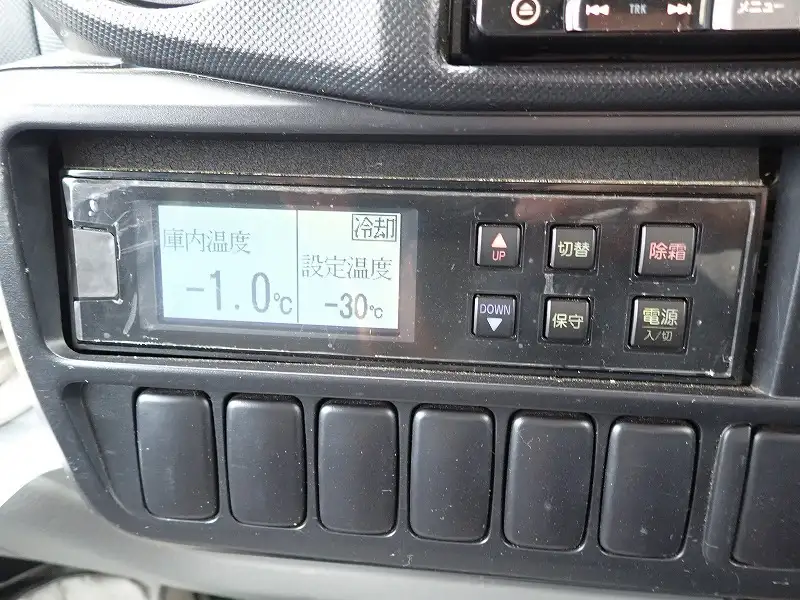 TRK
メニュー
庫内温度
-1.0℃
冷却
設定温度
-30℃
UP
切替
除霜
DOWN
保守
電源
入/切